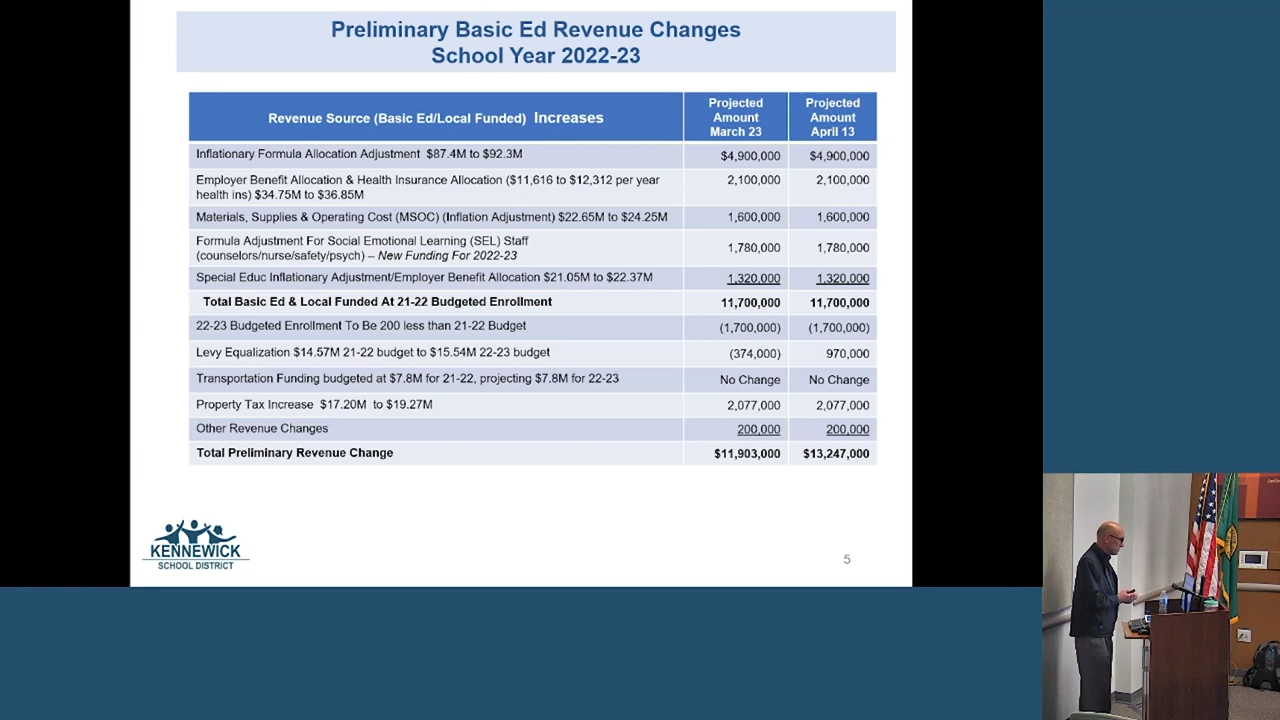 Preliminary Basic Ed Revenue Changes
School Year 2022-23
Revenue Source (Basic Ed/Local Funded) Increases
Projected
Amount
March 23
Projected
Amount
April 13
Inflationary Formula Allocation Adjustment $87.4M to $92.3M $4,900,000 $4,900,000
Employer Benefit Allocation & Health Insurance Allocation ($11,616 to $12,312 per year 2,100,000 2,100,000
health ins) $34.75M to $36.85M
Materials, Supplies & Operating Cost (MSOC) (Inflation Adjustment) $22.65M to $24.25M 1,600,000 1,600,000
Formula Adjustment For Social Emotional Learning (SEL) Staff
(counselors/nurse/safety/psych) – New Funding For 2022-23 1,780,000 1,780,000
Special Educ Inflationary Adjustment/Employer Benefit Allocation $21.05M to $22.37M 1,320,000 1,320,000
Total Basic Ed & Local Funded At 21-22 Budgeted Enrollment 11,700,000 11,700,000
22-23 Budgeted Enrollment To Be 200 less than 21-22 Budget (1,700,000) (1,700,000)
Levy Equalization $14.57M 21-22 budget to $15.54M 22-23 budget (374,000) 970,000
Transportation Funding budgeted at $7.8M for 21-22, projecting $7.8M for 22-23 No Change No Change
Property Tax Increase $17.20M to $19.27M 2,077,000 2,077,000
Other Revenue Changes 200,000 200,000
Total Preliminary Revenue Change $11,903,000 $13,247,000
KENNEWICK
SCHOOL DISTRICT
5